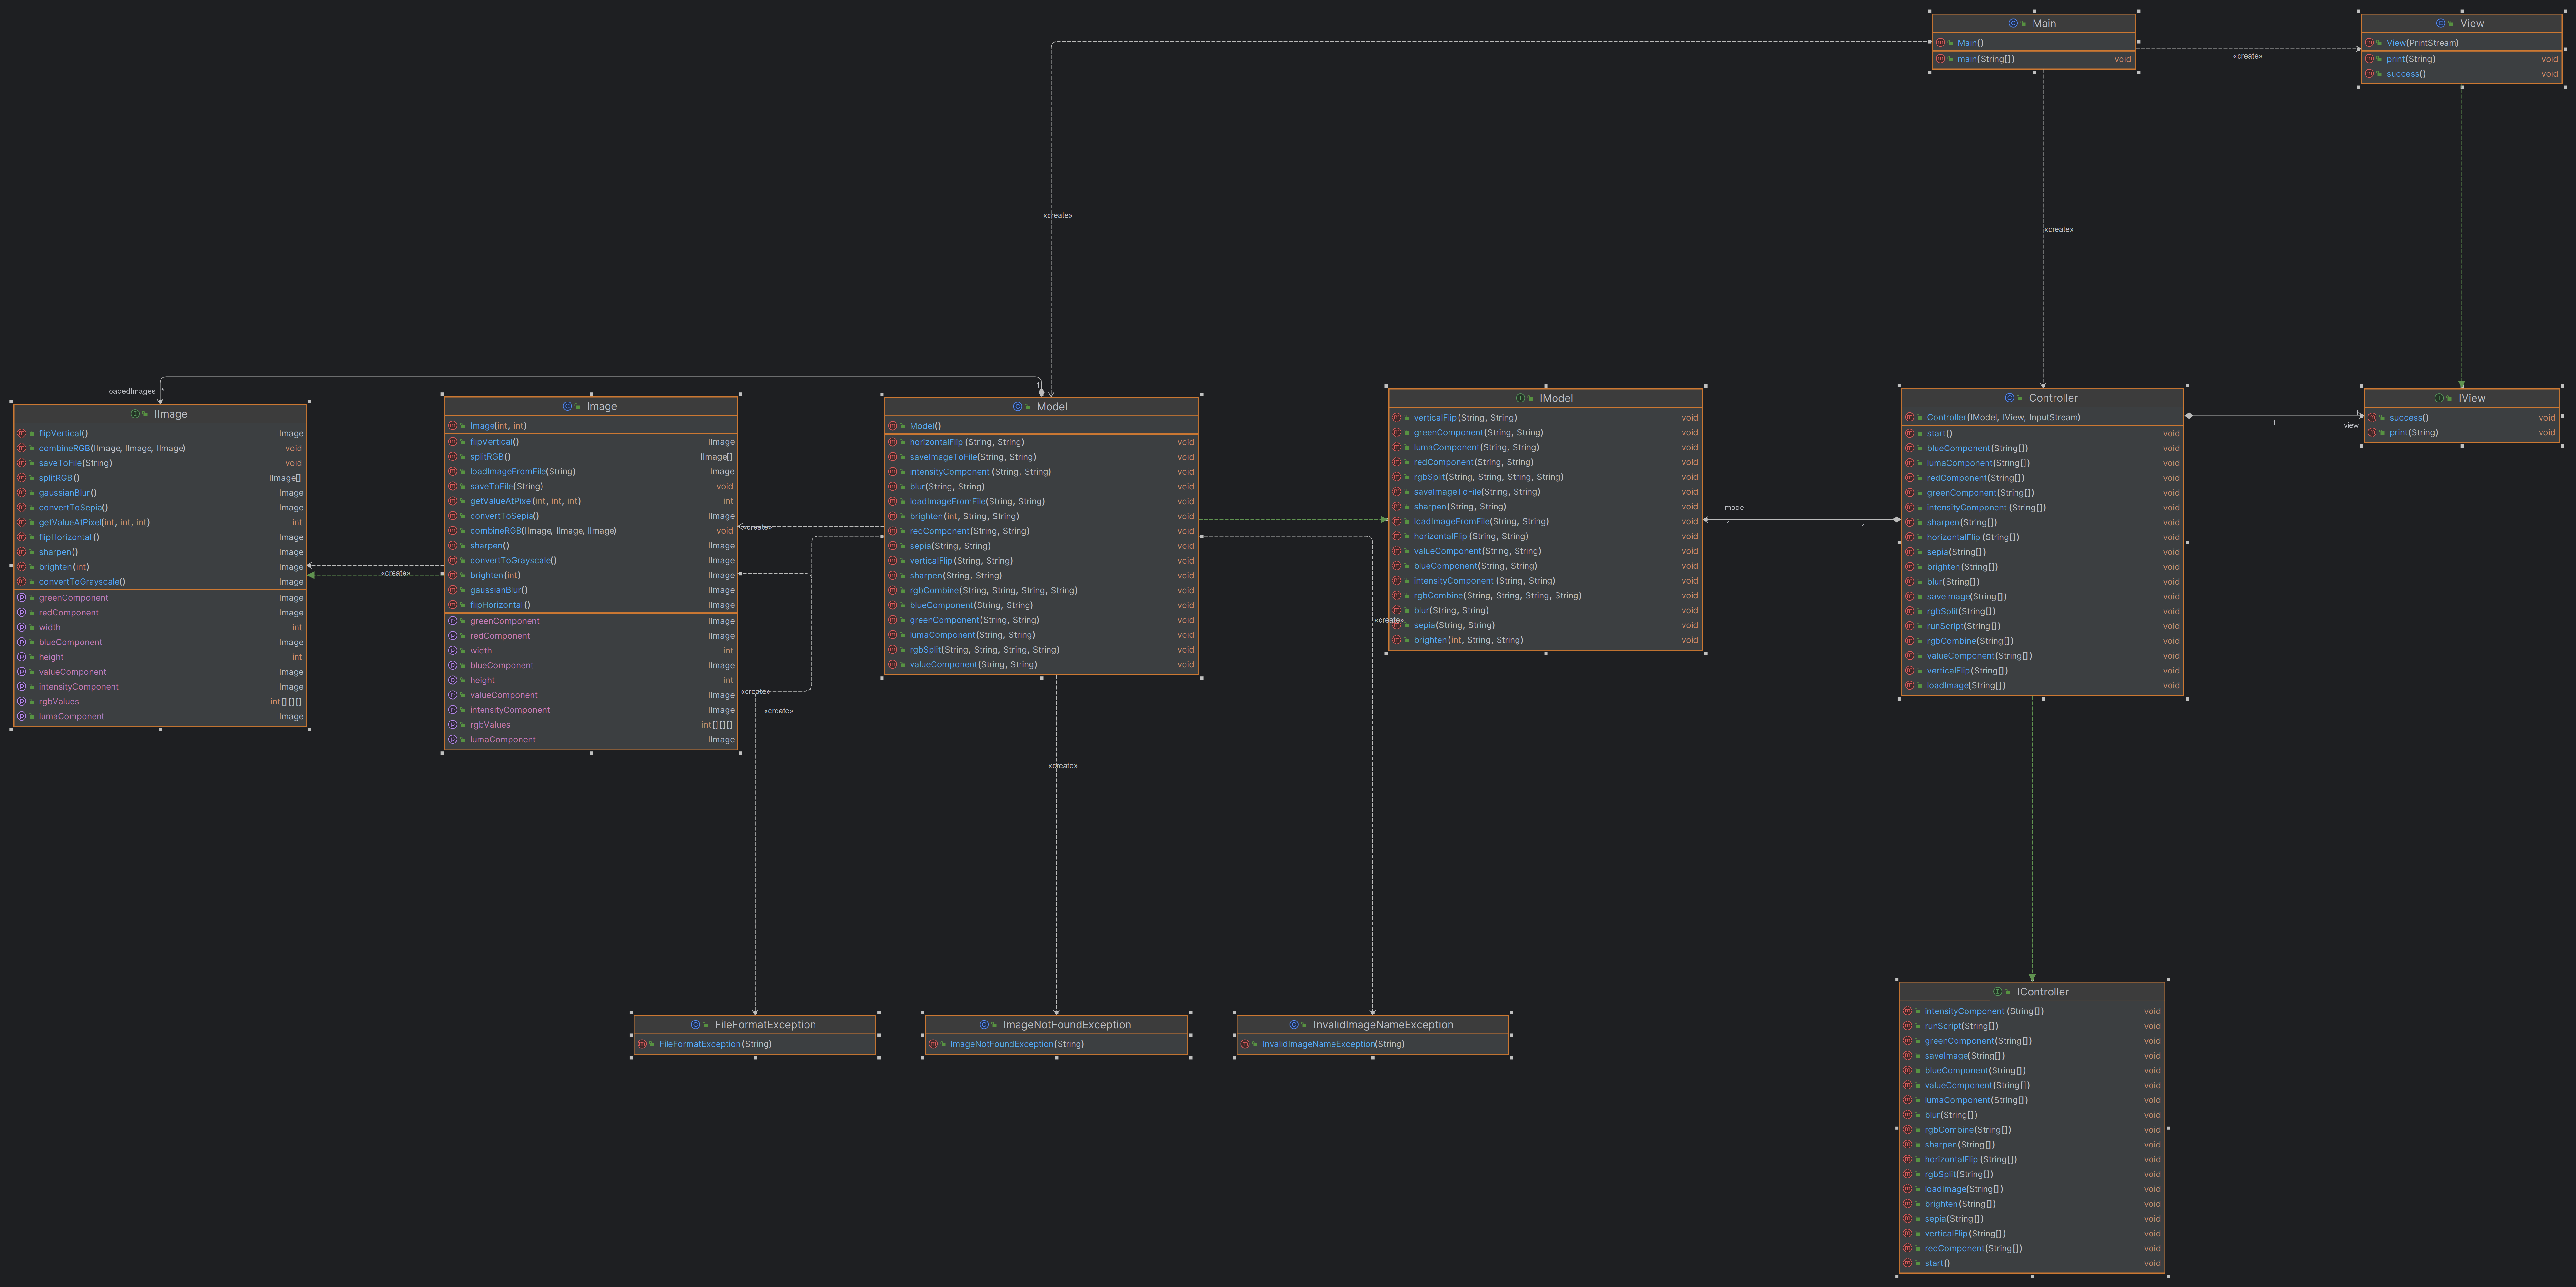 Main
Main()
main(String[]) void
«create»
View
View(PrintStream)
print(String) void
success() void
«create»
«create»
loadedImages *
1
IImage
flipVertical() IImage
combineRGB(IImage, IImage, IImage) void
saveToFile(String) void
splitRGB() IImage[]
gaussianBlur() IImage
convertToSepia() IImage
getValueAtPixel(int, int, int) int
flipHorizontal() IImage
sharpen() IImage
brighten(int) IImage
convertToGrayscale() IImage
greenComponent IImage
redComponent IImage
width int
blueComponent IImage
height int
valueComponent IImage
intensityComponent IImage
rgbValues int[][][]
lumaComponent IImage
«create»
Image
Image(int, int)
flipVertical() IImage
splitRGB() IImage[]
loadImageFromFile(String) Image
saveToFile(String) void
getValueAtPixel(int, int, int) int
convertToSepia() IImage
combineRGB(IImage, IImage, IImage) void
sharpen() IImage
convertToGrayscale() IImage
brighten(int) IImage
gaussianBlur() IImage
flipHorizontal() IImage
greenComponent IImage
redComponent IImage
width int
blueComponent IImage
height int
valueComponent IImage
intensityComponent IImage
rgbValues int[][][]
lumaComponent IImage
«create»
«create»
«create»
Model
Model()
horizontalFlip(String, String) void
saveImageToFile(String, String) void
intensityComponent(String, String) void
blur(String, String) void
loadImageFromFile(String, String) void
brighten(int, String, String) void
redComponent(String, String) void
sepia(String, String) void
verticalFlip(String, String) void
sharpen(String, String) void
rgbCombine(String, String, String, String) void
blueComponent(String, String) void
greenComponent(String, String) void
lumaComponent(String, String) void
rgbSplit(String, String, String, String) void
valueComponent(String, String) void
«create»
«create»
IModel
verticalFlip(String, String) void
greenComponent(String, String) void
lumaComponent(String, String) void
redComponent(String, String) void
rgbSplit(String, String, String, String) void
saveImageToFile(String, String) void
sharpen(String, String) void
loadImageFromFile(String, String) void
horizontalFlip(String, String) void
valueComponent(String, String) void
blueComponent(String, String) void
intensityComponent(String, String) void
rgbCombine(String, String, String, String) void
blur(String, String) void
sepia(String, String) void
brighten(int, String, String) void
model
1
1
Controller
Controller(IModel, IView, InputStream)
start() void
blueComponent(String[]) void
lumaComponent(String[]) void
redComponent(String[]) void
greenComponent(String[]) void
intensityComponent(String[]) void
sharpen(String[]) void
horizontalFlip(String[]) void
sepia(String[]) void
brighten(String[]) void
blur(String[]) void
saveImage(String[]) void
rgbSplit(String[]) void
runScript(String[]) void
rgbCombine(String[]) void
valueComponent(String[]) void
verticalFlip(String[]) void
loadImage(String[]) void
1
1
view
IView
success() void
print(String) void
FileFormatException
FileFormatException(String)
ImageNotFoundException
ImageNotFoundException(String)
InvalidImageNameException
InvalidImageNameException(String)
IController
intensityComponent(String[]) void
runScript(String[]) void
greenComponent(String[]) void
saveImage(String[]) void
blueComponent(String[]) void
valueComponent(String[]) void
lumaComponent(String[]) void
blur(String[]) void
rgbCombine(String[]) void
sharpen(String[]) void
horizontalFlip(String[]) void
rgbSplit(String[]) void
loadImage(String[]) void
brighten(String[]) void
sepia(String[]) void
verticalFlip(String[]) void
redComponent(String[]) void
start() void